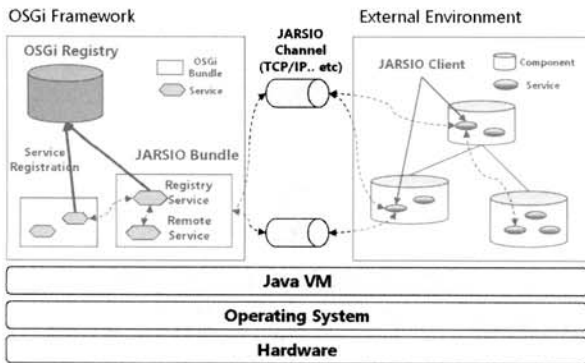 OSGi Framework
OSGi Registry
OSGi
Bundle
Service
Service
Registration
JARSIO Bundle
Registry
Service
Remote
Service
JARSIO
Channel
(TCP/IP.. etc)
External Environment
JARSIO Client
Component
Service
Java VM
Operating System
Hardware